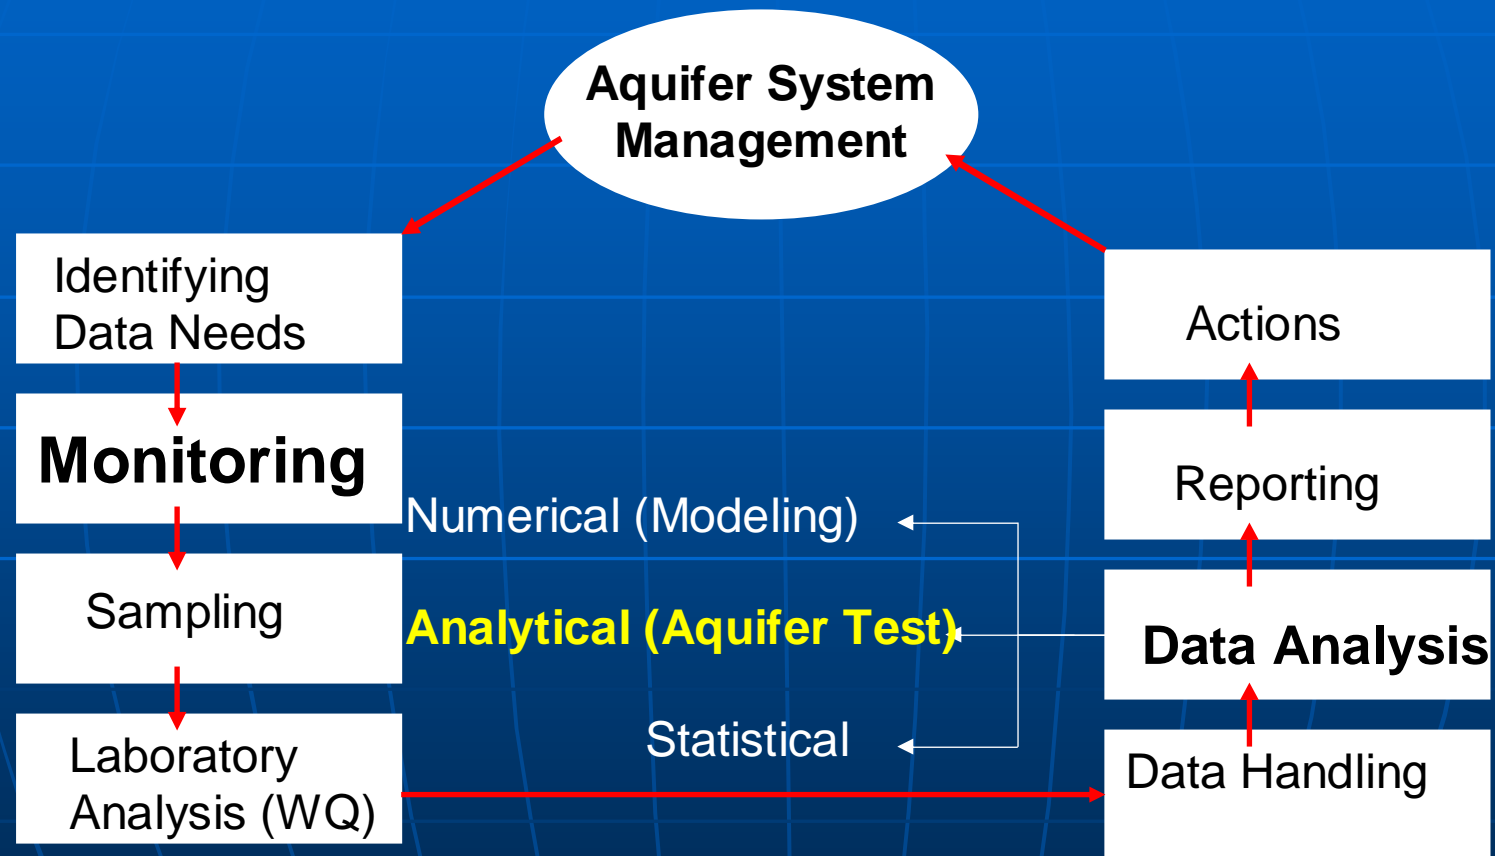 Aquifer System
Management
Identifying
Data Needs
Monitoring
Sampling
Laboratory
Analysis (WQ)
Numerical (Modeling)
Analytical (Aquifer Test)
Statistical
Actions
Reporting
Data Analysis
Data Handling